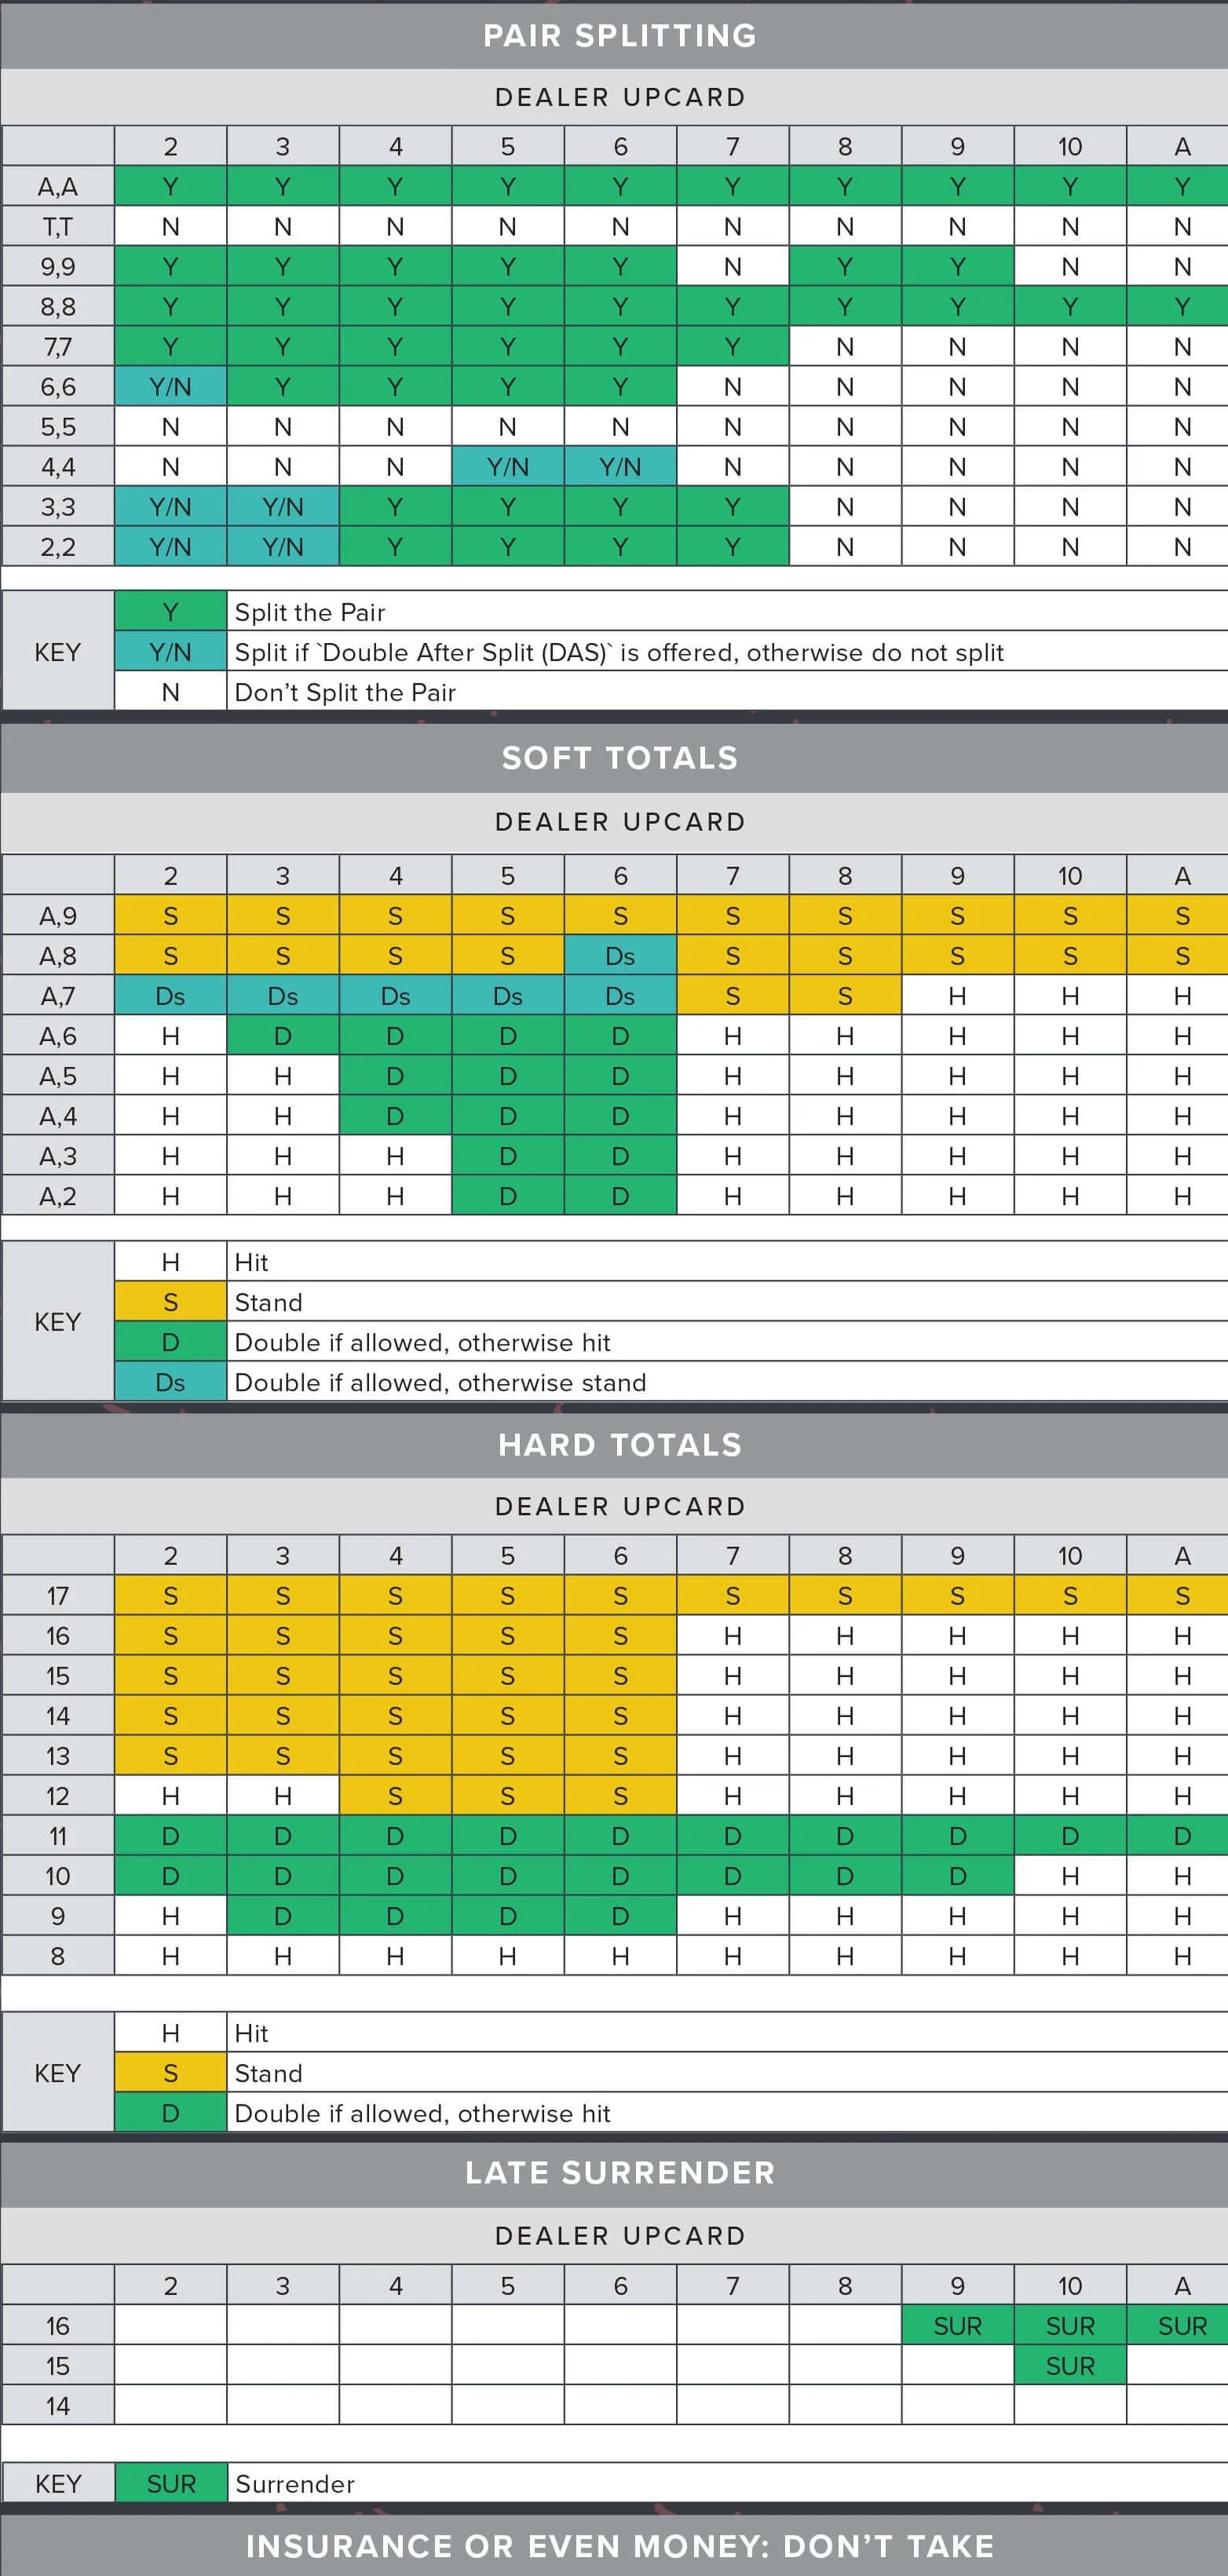 PAIR SPLITTING
DEALER UPCARD
2 3 4 5 6 7 8 9 10 A
A,A Y Y Y Y Y Y Y Y Y Y
T,T N N N N N N N N N N
9,9 Y Y Y Y Y N Y Y N N
8,8 Y Y Y Y Y Y Y Y Y Y
7,7 Y Y Y Y Y Y N N N N
6,6 Y/N Y Y Y Y N N N N N
5,5 N N N N N N N N N N
4,4 N N N Y/N Y/N N N N N N
3,3 Y/N Y/N Y Y Y Y N N N N
2,2 Y/N Y/N Y Y Y Y N N N N
KEY
Y Split the Pair
Y/N Split if `Double After Split (DAS)` is offered, otherwise do not split
N Don’t Split the Pair
SOFT TOTALS
DEALER UPCARD
2 3 4 5 6 7 8 9 10 A
A,9 S S S S S S S S S S
A,8 S S S S Ds S S S S S
A,7 Ds Ds Ds Ds Ds S S H H H
A,6 H D D D D H H H H H
A,5 H H D D D H H H H H
A,4 H H D D D H H H H H
A,3 H H H D D H H H H H
A,2 H H H D D H H H H H
KEY
H Hit
S Stand
D Double if allowed, otherwise hit
Ds Double if allowed, otherwise stand
HARD TOTALS
DEALER UPCARD
2 3 4 5 6 7 8 9 10 A
17 S S S S S S S S S S
16 S S S S S H H H H H
15 S S S S S H H H H H
14 S S S S S H H H H H
13 S S S S S H H H H H
12 H H S S S H H H H H
11 D D D D D D D D D D
10 D D D D D D D D H H
9 H D D D D H H H H H
8 H H H H H H H H H H
KEY
H Hit
S Stand
D Double if allowed, otherwise hit
LATE SURRENDER
DEALER UPCARD
2 3 4 5 6 7 8 9 10 A
16 SUR SUR SUR
15 SUR
14
KEY SUR Surrender
INSURANCE OR EVEN MONEY: DON’T TAKE